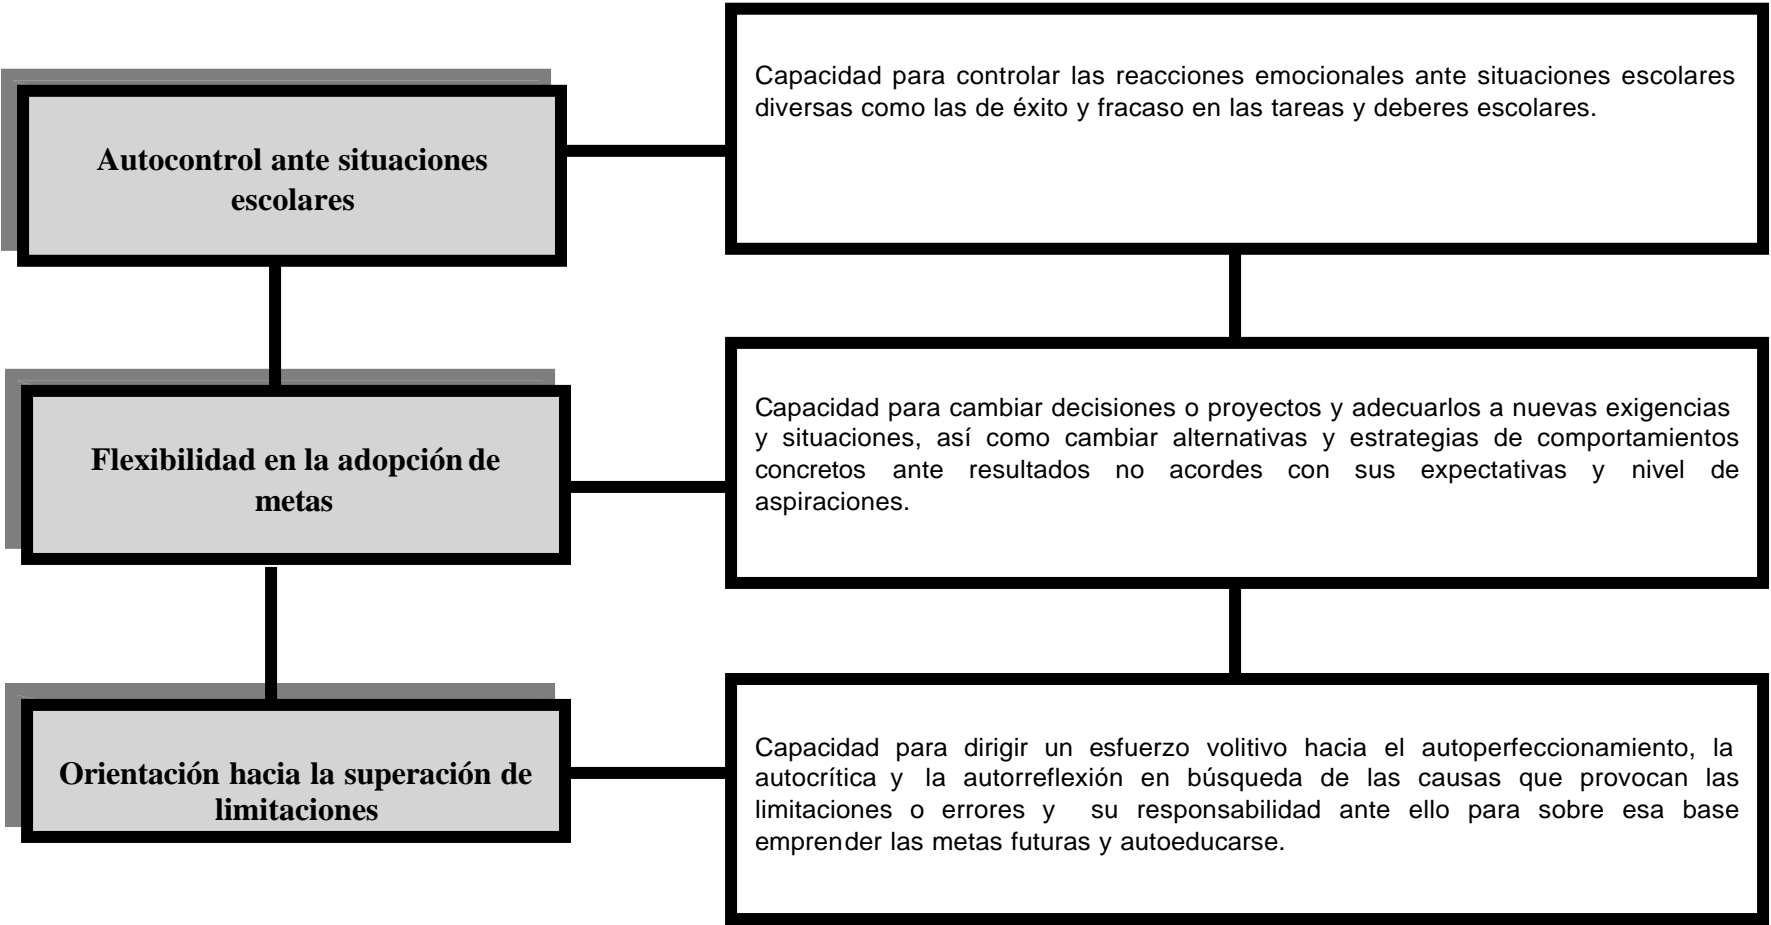 Capacidad para controlar las reacciones emocionales ante situaciones escolares
diversas como las de éxito y fracaso en las tareas y deberes escolares.
Autocontrol ante situaciones
escolares
Capacidad para cambiar decisiones o proyectos y adecuarlos a nuevas exigencias
y situaciones, así como cambiar alternativas y estrategias de comportamientos
concretos ante resultados no acordes con sus expectativas y nivel de
aspiraciones.
Flexibilidad en la adopción de
metas
Capacidad para dirigir un esfuerzo volitivo hacia el autoperfeccionamiento, la
autocrítica y la autorreflexión en búsqueda de las causas que provocan las
limitaciones o errores y su responsabilidad ante ello para sobre esa base
emprender las metas futuras y autoeducarse.
Orientación hacia la superación de
limitaciones